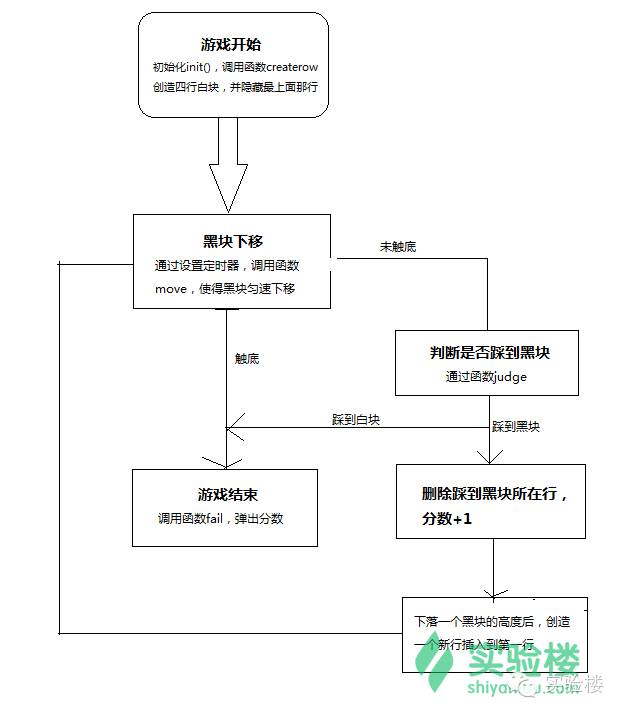 游戏开始
初始化init()，调用函数createrow
创造四行白块，并隐藏最上面那行
黑块下移
通过设置定时器，调用函数
move，使得黑块匀速下移
未触底
判断是否踩到黑块
通过函数judge
触底
踩到白块
踩到黑块
游戏结束
调用函数fail，弹出分数
删除踩到黑块所在行，
分数+1
下落一个黑块的高度后，创造
一个新行插入到第一行
实验楼
shiyanlou.com
实验楼